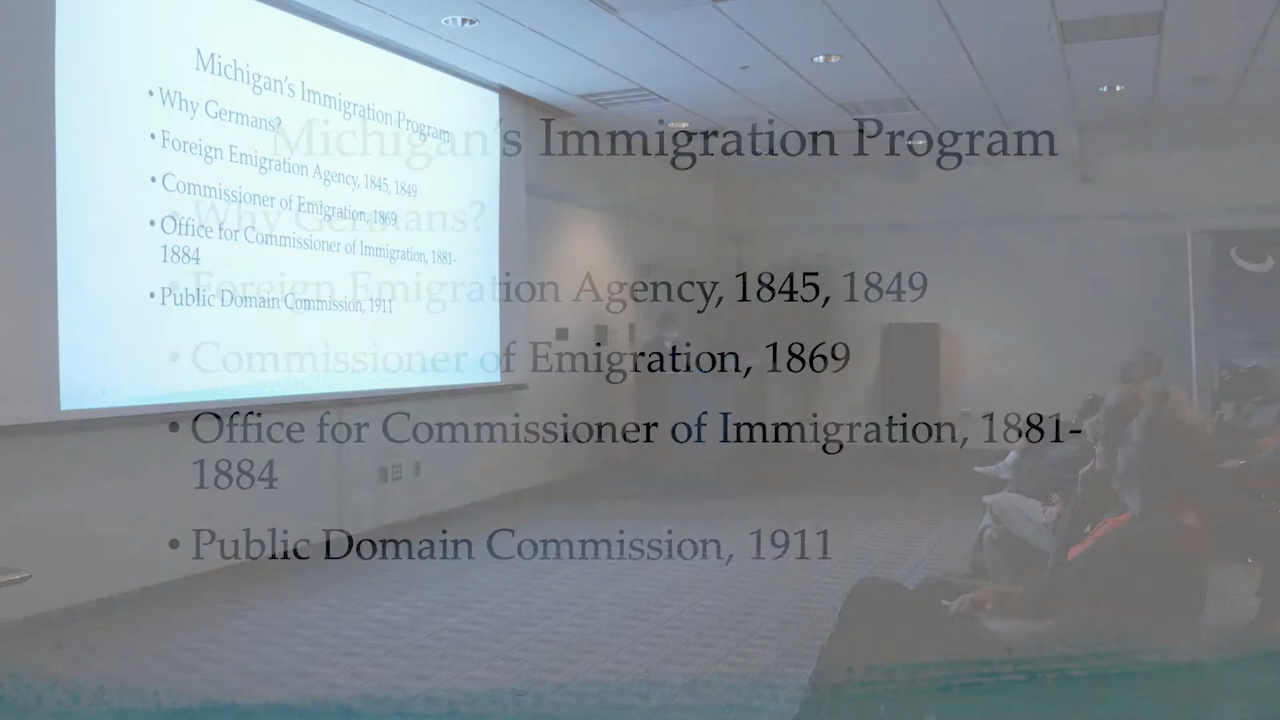 Michigan's Immigration Program
• Why Germans?
• Foreign Emigration Agency, 1845, 1849
• Commissioner of Emigration, 1869
• Office for Commissioner of Immigration, 1881-
1884
• Public Domain Commission, 1911
Michigan's Immigration Program
• Why Germans?
• Foreign Emigration Agency, 1845, 1849
• Commissioner of Emigration, 1869
• Office for Commissioner of Immigration, 1881-
1884
• Public Domain Commission, 1911